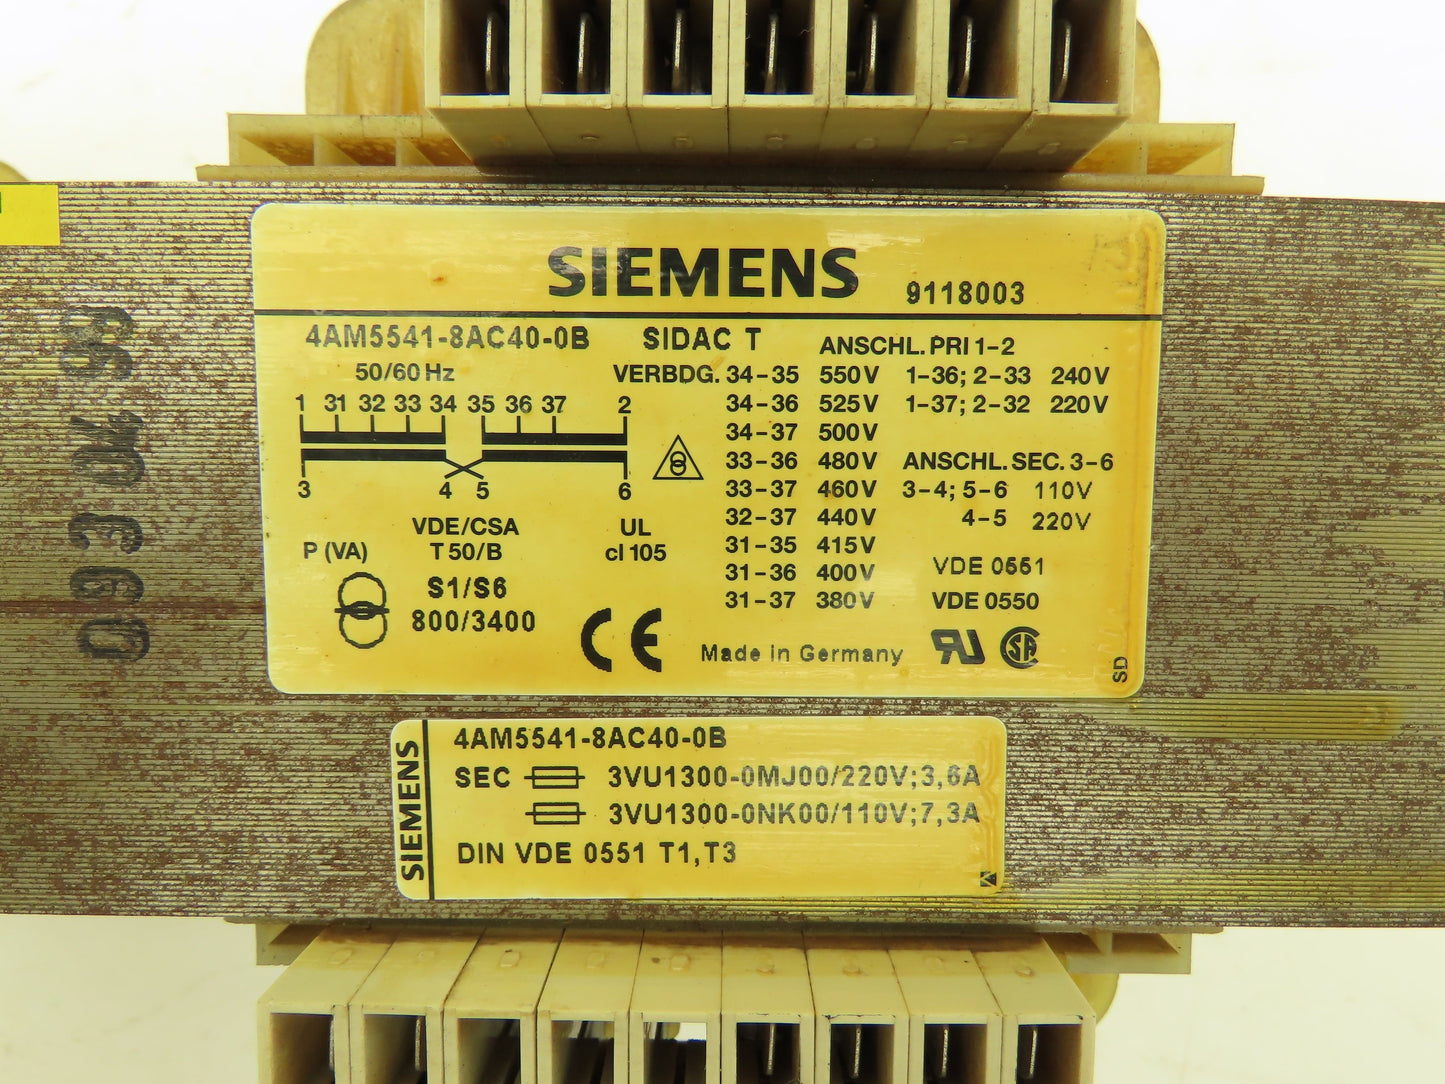 SIEMENS 9118003
4AM5541-8AC40-0B SIDAC T ANSCHL. PRI 1-2
50/60 Hz VERBDG. 34-35 550V 1-36; 2-33 240V
1 31 32 33 34 35 36 37 2 34-36 525V 1-37; 2-32 220V
34-37 500V
33-36 480V ANSCHL. SEC. 3-6
3 4 5 6 33-37 460V 3-4; 5-6 110V
VDE/CSA UL 32-37 440V 4-5 220V
P (VA) T50/B cl 105 31-35 415V
31-36 400V VDE 0551
S1/S6 31-37 380V VDE 0550
800/3400
CE Made in Germany RU SA SD
SIEMENS
4AM5541-8AC40-0B
SEC 3VU1300-0MJ00/220V;3,6A
3VU1300-0NK00/110V;7,3A
DIN VDE 0551 T1,T3